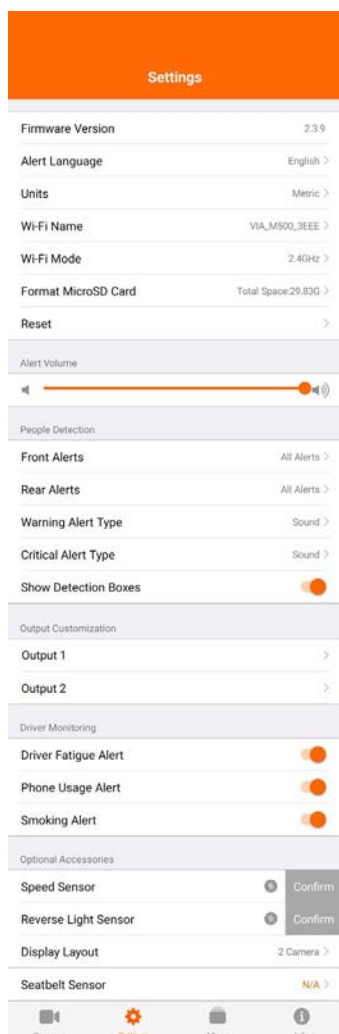 Settings
Firmware Version 2.3.9
Alert Language English >
Units Metric >
Wi-Fi Name VIA_M500_3EEE >
Wi-Fi Mode 2.4GHz >
Format MicroSD Card Total Space:29.83G >
Reset >
Alert Volume
People Detection
Front Alerts All Alerts >
Rear Alerts All Alerts >
Warning Alert Type Sound >
Critical Alert Type Sound >
Show Detection Boxes
Output Customization
Output 1 >
Output 2 >
Driver Monitoring
Driver Fatigue Alert
Phone Usage Alert
Smoking Alert
Optional Accessories
Speed Sensor Confirm
Reverse Light Sensor Confirm
Display Layout 2 Camera >
Seatbelt Sensor N/A >